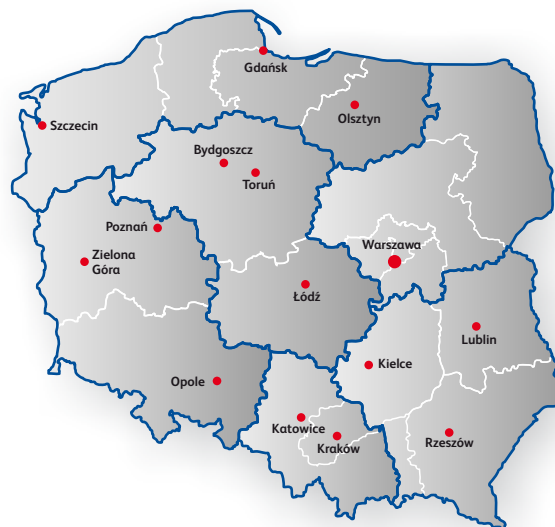 Gdańsk
Olsztyn
Szczecin
Bydgoszcz
Toruń
Poznań
Zielona
Góra
Warszawa
Łódź
Lublin
Kielce
Opole
Katowice
Kraków
Rzeszów